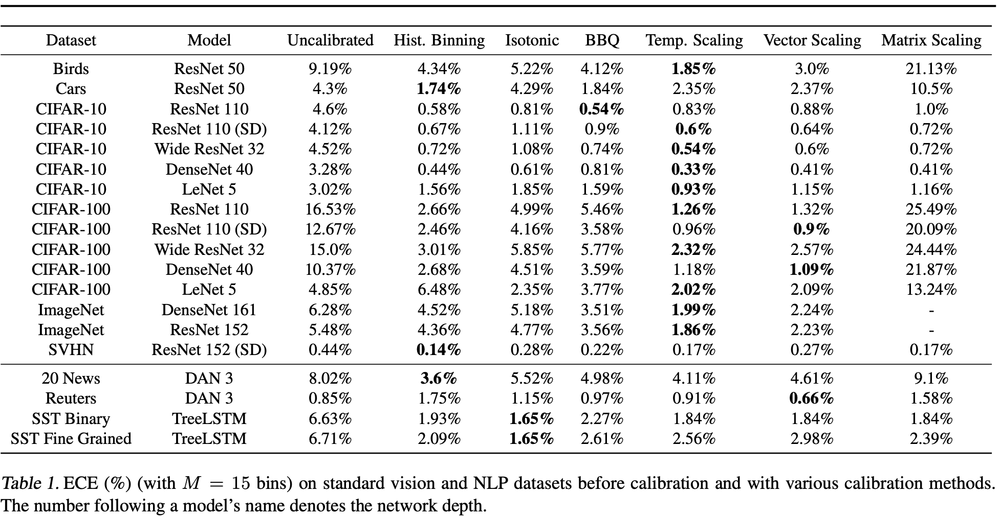 Dataset Model Uncalibrated Hist. Binning Isotonic BBQ Temp. Scaling Vector Scaling Matrix Scaling
Birds ResNet 50 9.19% 4.34% 5.22% 4.12% 1.85% 3.0% 21.13%
Cars ResNet 50 4.3% 1.74% 4.29% 1.84% 2.35% 2.37% 10.5%
CIFAR-10 ResNet 110 4.6% 0.58% 0.81% 0.54% 0.83% 0.88% 1.0%
CIFAR-10 ResNet 110 (SD) 4.12% 0.67% 1.11% 0.9% 0.6% 0.64% 0.72%
CIFAR-10 Wide ResNet 32 4.52% 0.72% 1.08% 0.74% 0.54% 0.6% 0.72%
CIFAR-10 DenseNet 40 3.28% 0.44% 0.61% 0.81% 0.33% 0.41% 0.41%
CIFAR-10 LeNet 5 3.02% 1.56% 1.85% 1.59% 0.93% 1.15% 1.16%
CIFAR-100 ResNet 110 16.53% 2.66% 4.99% 5.46% 1.26% 1.32% 25.49%
CIFAR-100 ResNet 110 (SD) 12.67% 2.46% 4.16% 3.58% 0.96% 0.9% 20.09%
CIFAR-100 Wide ResNet 32 15.0% 3.01% 5.85% 5.77% 2.32% 2.57% 24.44%
CIFAR-100 DenseNet 40 10.37% 2.68% 4.51% 3.59% 1.18% 1.09% 21.87%
CIFAR-100 LeNet 5 4.85% 6.48% 2.35% 3.77% 2.02% 2.09% 13.24%
ImageNet DenseNet 161 6.28% 4.52% 5.18% 3.51% 1.99% 2.24% -
ImageNet ResNet 152 5.48% 4.36% 4.77% 3.56% 1.86% 2.23% -
SVHN ResNet 152 (SD) 0.44% 0.14% 0.28% 0.22% 0.17% 0.27% 0.17%
20 News DAN 3 8.02% 3.6% 5.52% 4.98% 4.11% 4.61% 9.1%
Reuters DAN 3 0.85% 1.75% 1.15% 0.97% 0.91% 0.66% 1.58%
SST Binary TreeLSTM 6.63% 1.93% 1.65% 2.27% 1.84% 1.84% 1.84%
SST Fine Grained TreeLSTM 6.71% 2.09% 1.65% 2.61% 2.56% 2.98% 2.39%
Table 1. ECE (%) (with M = 15 bins) on standard vision and NLP datasets before calibration and with various calibration methods.
The number following a model's name denotes the network depth.